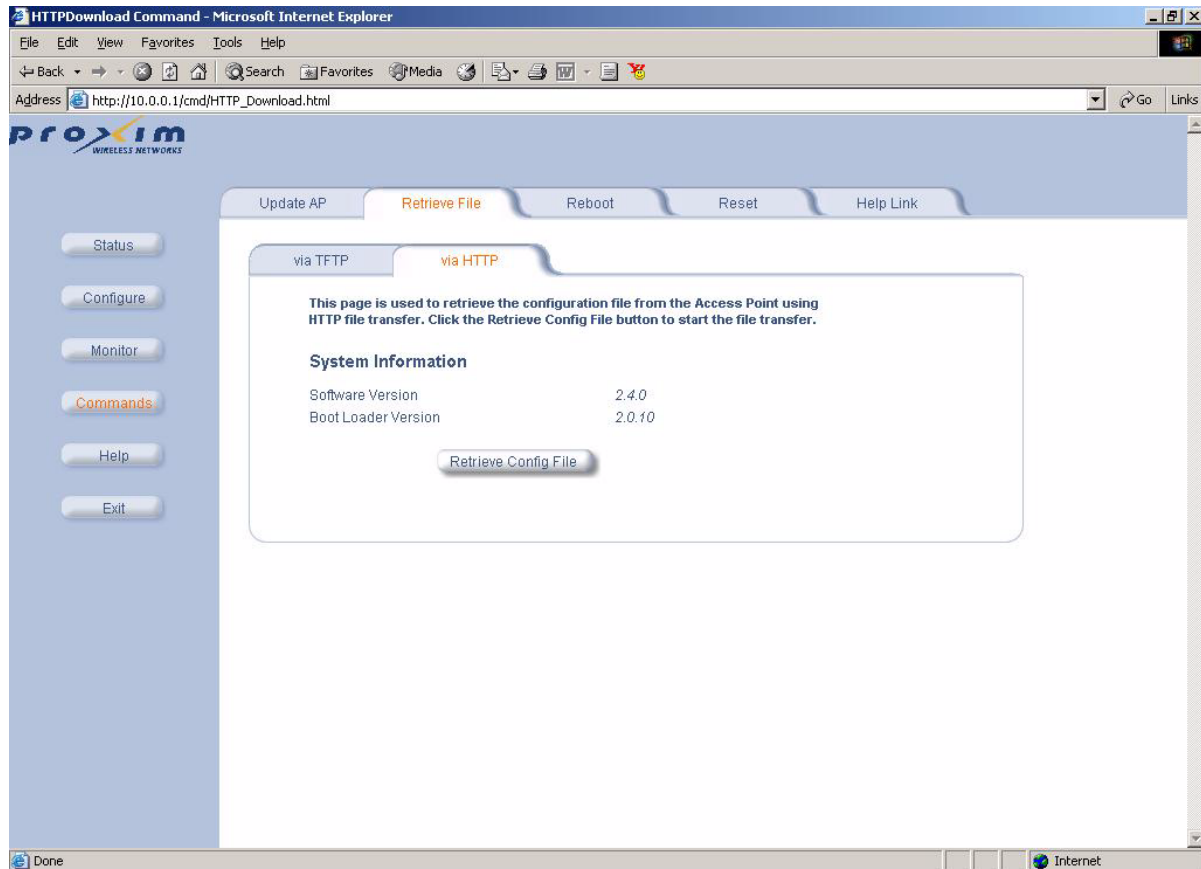 HTTPDownload Command - Microsoft Internet Explorer
File Edit View Favorites Tools Help
Back Search Favorites Media
Address http://10.0.0.1/cmd/HTTP_Download.html Go Links
proxim
WIRELESS NETWORKS
Update AP Retrieve File Reboot Reset Help Link
Status
Configure
Monitor
Commands
Help
Exit
via TFTP via HTTP
This page is used to retrieve the configuration file from the Access Point using
HTTP file transfer. Click the Retrieve Config File button to start the file transfer.
System Information
Software Version 2.4.0
Boot Loader Version 2.0.10
Retrieve Config File
Done Internet